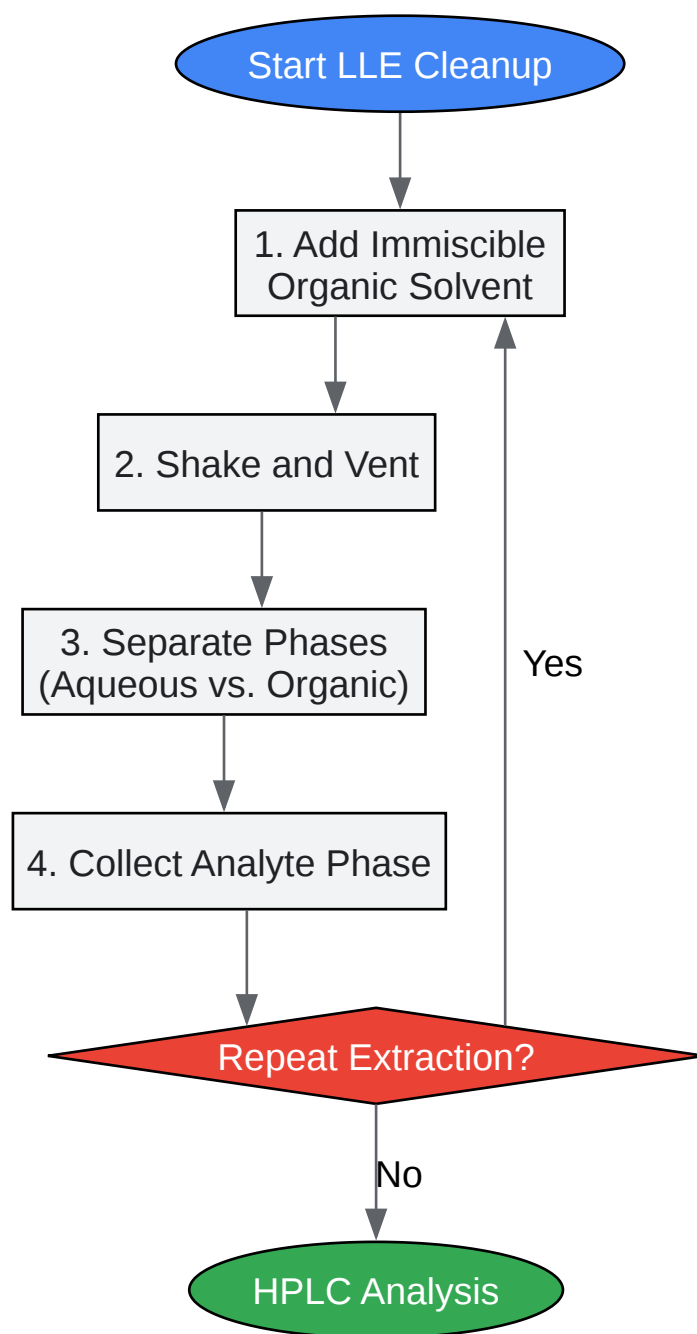 Start LLE Cleanup
1. Add Immiscible
Organic Solvent
2. Shake and Vent
3. Separate Phases
(Aqueous vs. Organic)
Yes
4. Collect Analyte Phase
Repeat Extraction?
No
HPLC Analysis